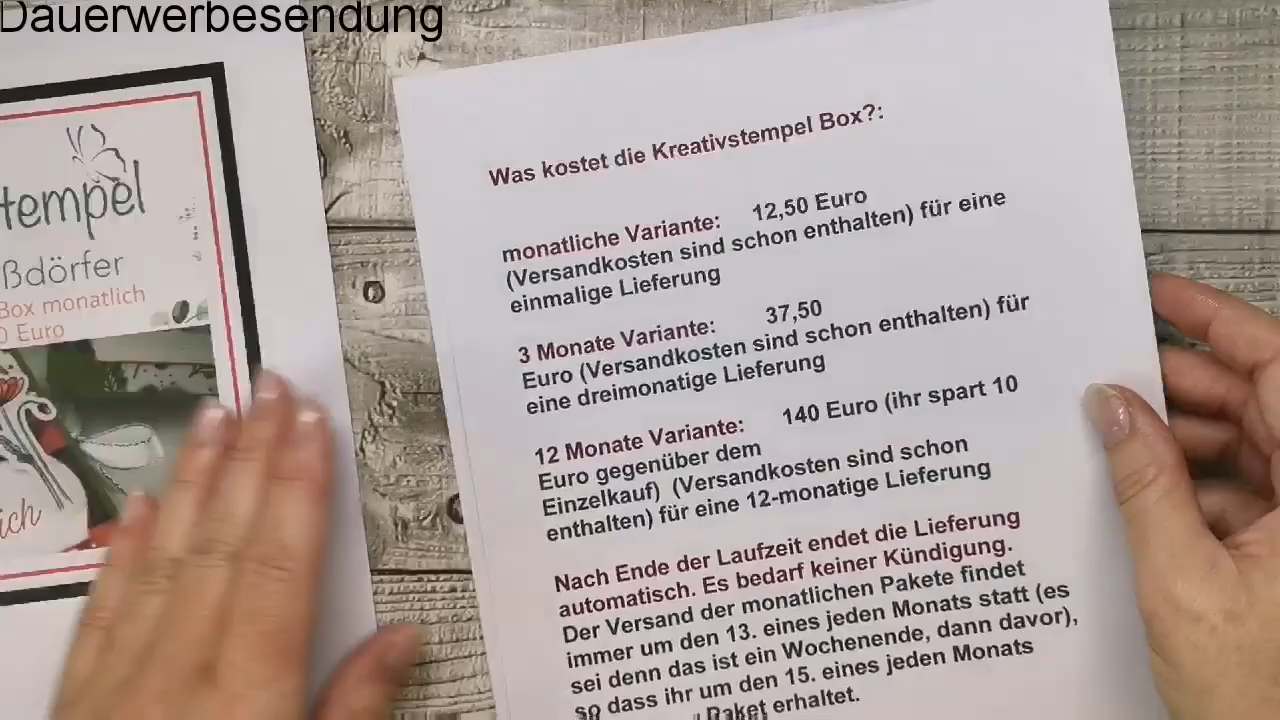 Dauerwerbesendung
tempel
ßdörfer
Box monatlich
0 Euro
ich
Was kostet die Kreativstempel Box?:
monatliche Variante: 12,50 Euro
(Versandkosten sind schon enthalten) für eine
einmalige Lieferung
3 Monate Variante: 37,50
Euro (Versandkosten sind schon enthalten) für
eine dreimonatige Lieferung
12 Monate Variante: 140 Euro (ihr spart 10
Euro gegenüber dem
Einzelkauf) (Versandkosten sind schon
enthalten) für eine 12-monatige Lieferung
Nach Ende der Laufzeit endet die Lieferung
automatisch. Es bedarf keiner Kündigung.
Der Versand der monatlichen Pakete findet
immer um den 13. eines jeden Monats statt (es
sei denn das ist ein Wochenende, dann davor),
so dass ihr um den 15. eines jeden Monats
Paket erhaltet.